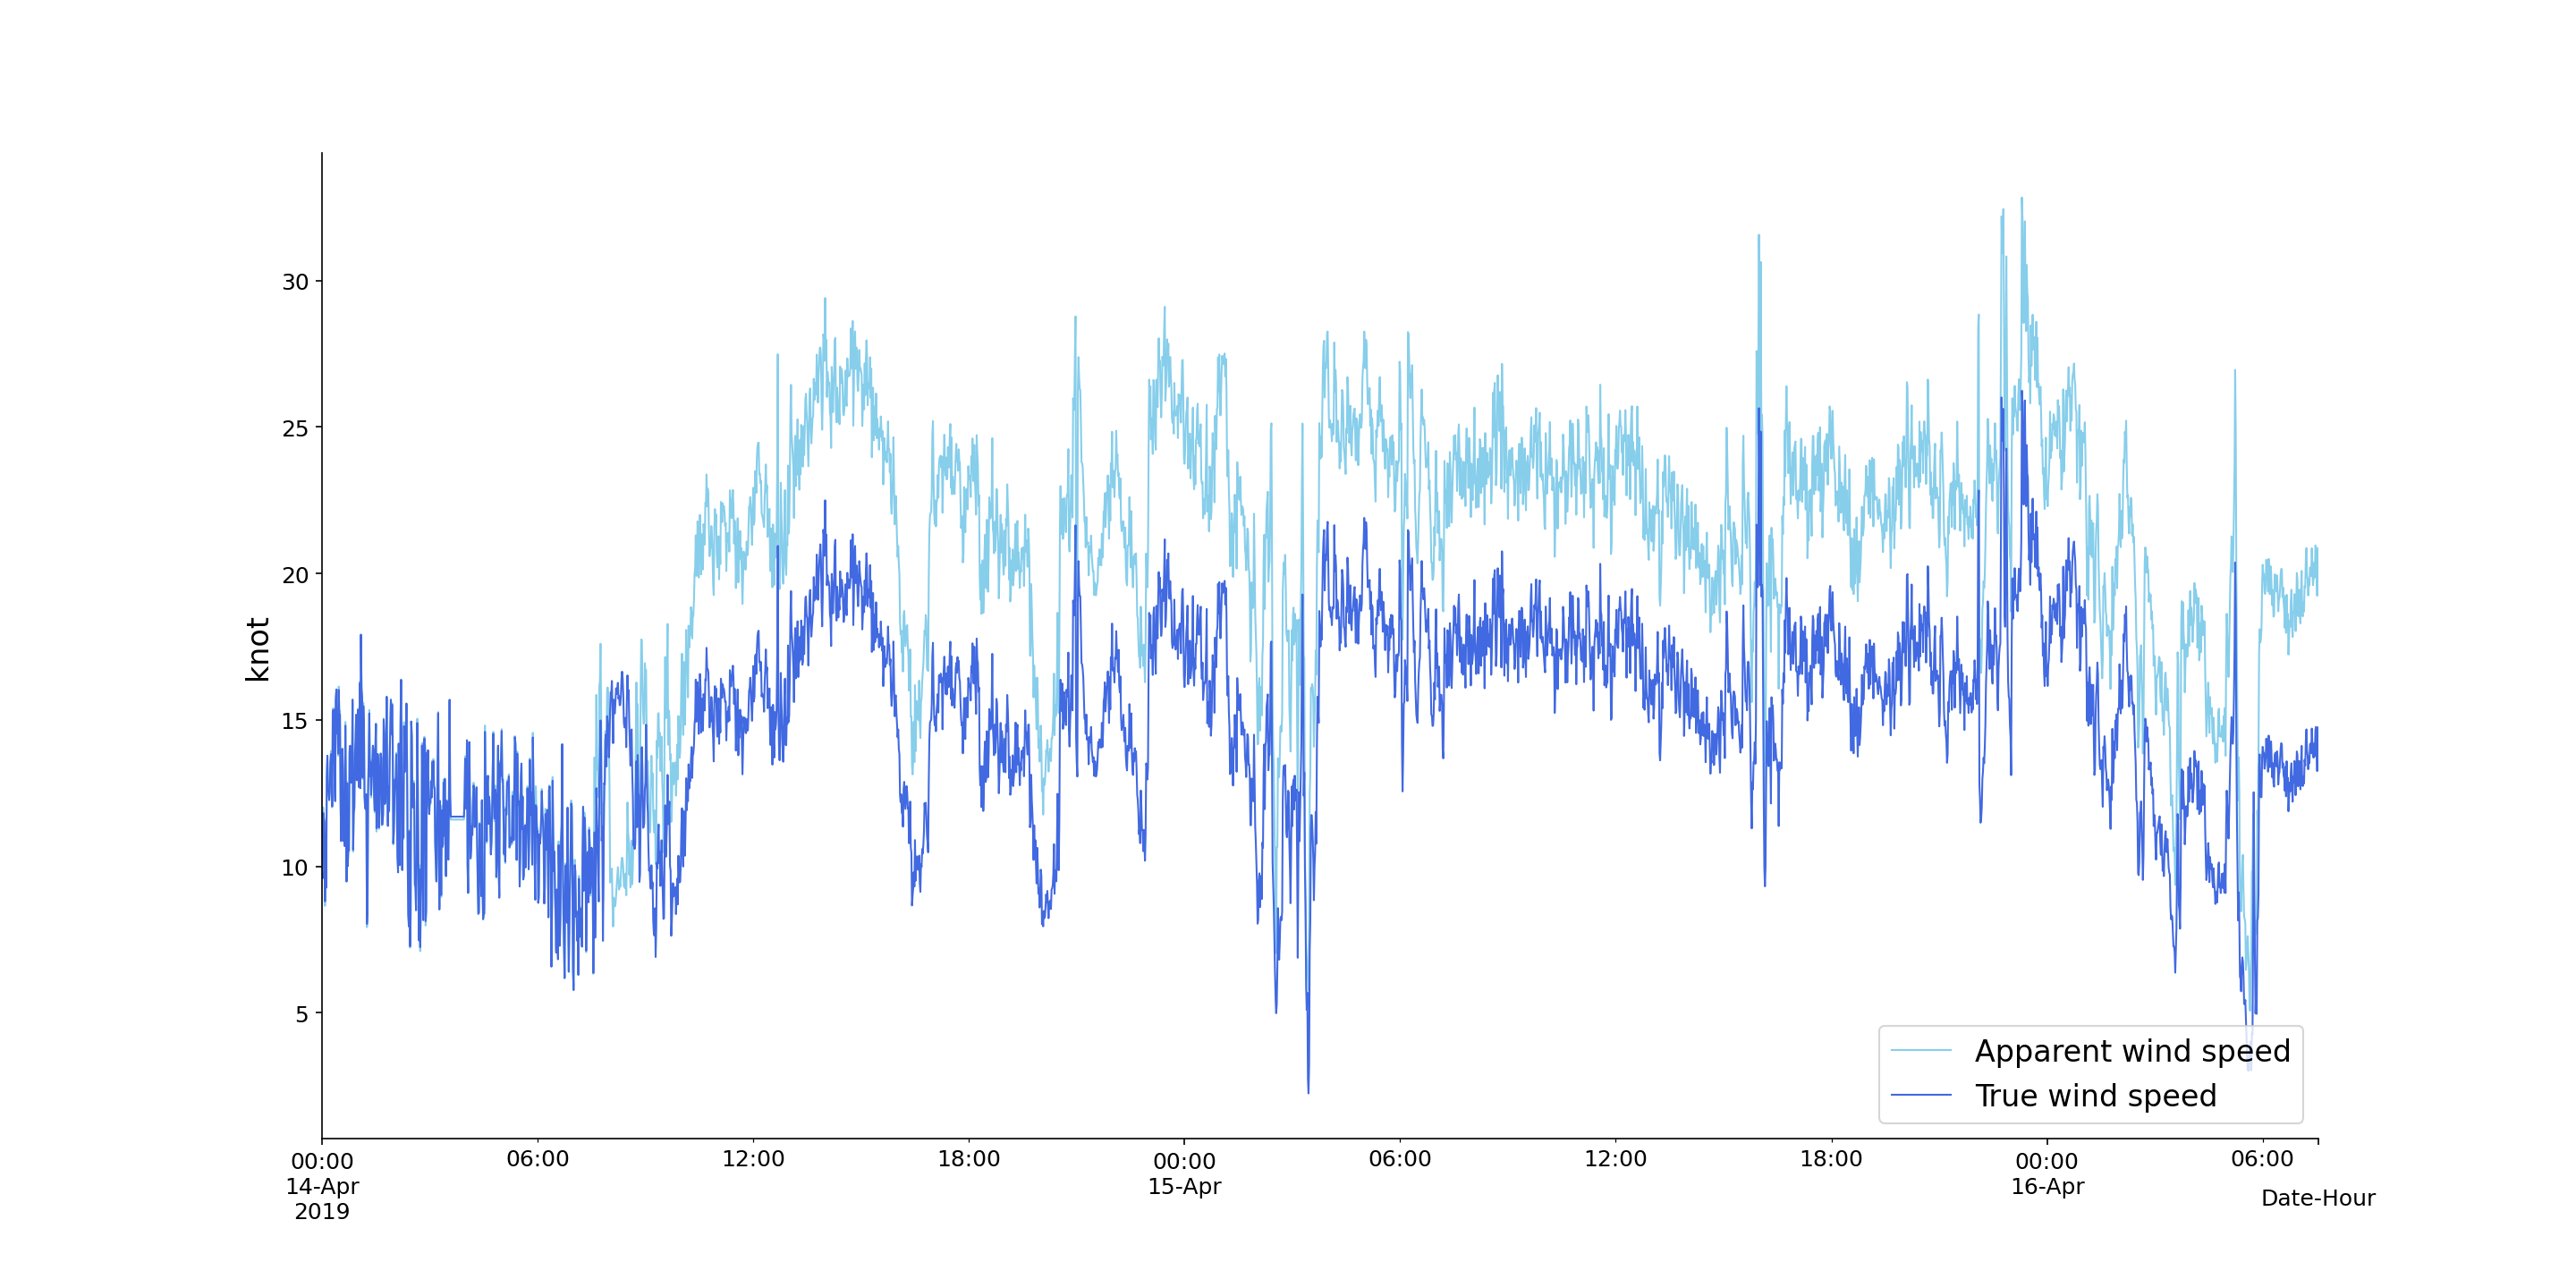 knot
30
25
20
15
10
5
Apparent wind speed
True wind speed
00:00 06:00 12:00 18:00 00:00 06:00 12:00 18:00 00:00 06:00
14-Apr 15-Apr 16-Apr
2019
Date-Hour